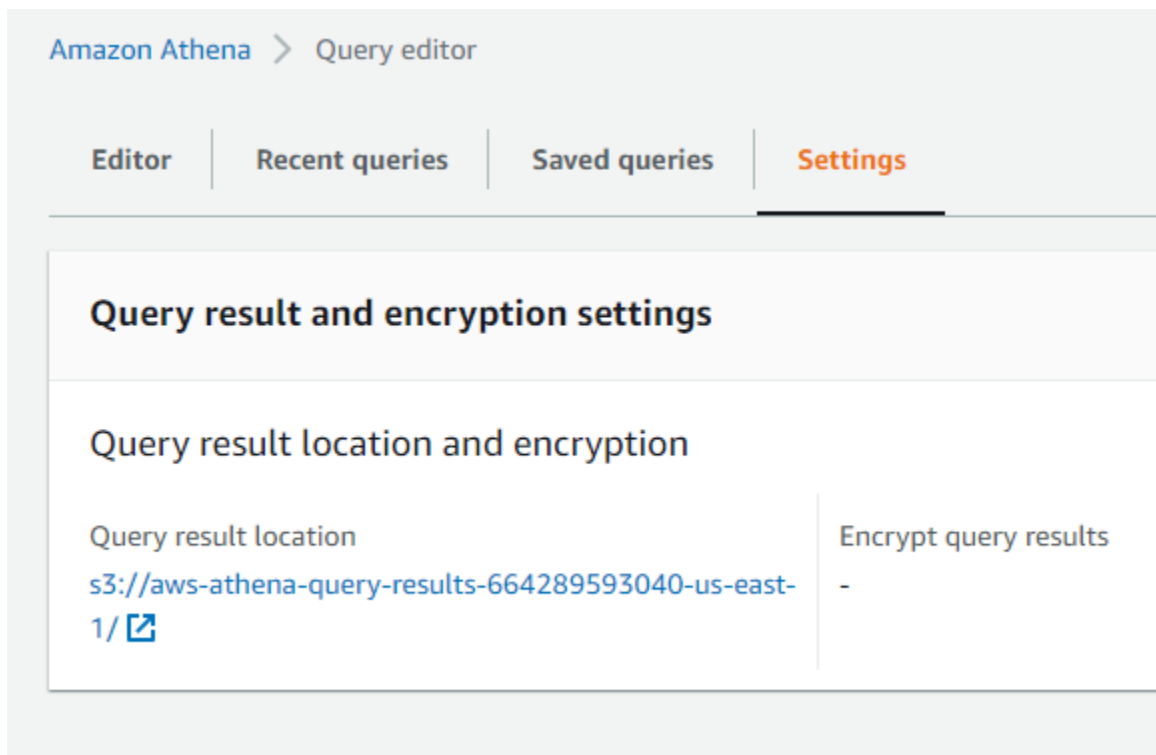 Amazon Athena > Query editor
Editor Recent queries Saved queries Settings
Query result and encryption settings
Query result location and encryption
Query result location Encrypt query results
s3://aws-athena-query-results-664289593040-us-east- -
1/